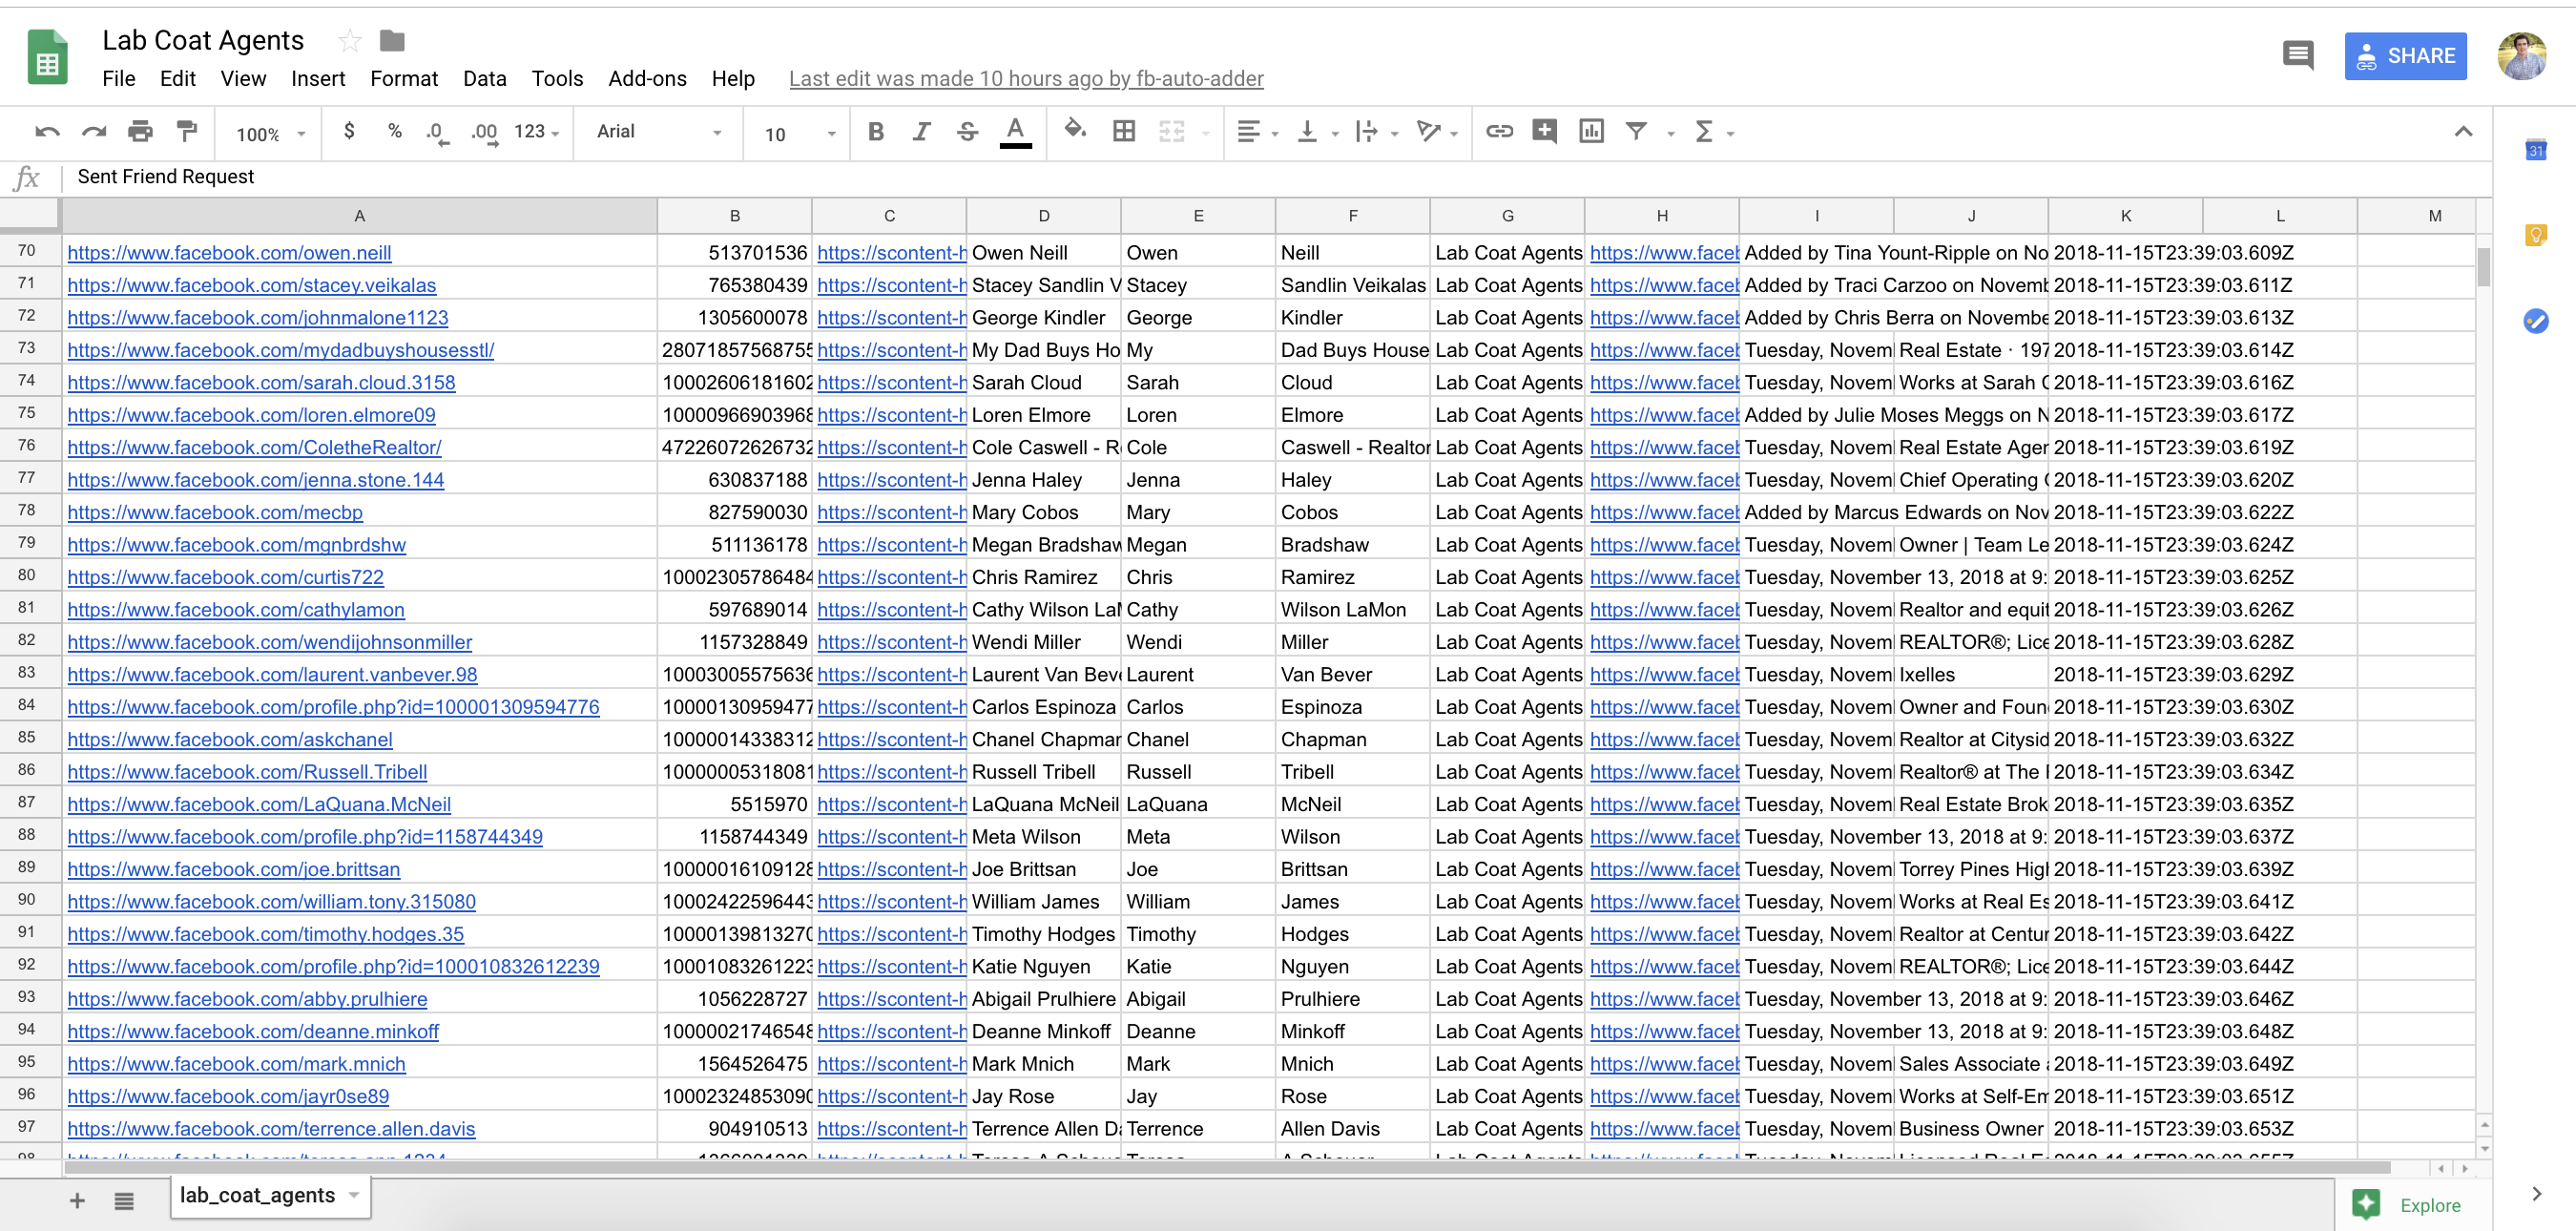 Lab Coat Agents
File Edit View Insert Format Data Tools Add-ons Help Last edit was made 10 hours ago by fb-auto-adder
SHARE
100% $ % .0 .00 123 Arial 10 B I S A
31
fx Sent Friend Request
A B C D E F G H I J K L M
70 https://www.facebook.com/owen.neill 513701536 https://scontent-h Owen Neill Owen Neill Lab Coat Agents https://www.faceb Added by Tina Yount-Ripple on No 2018-11-15T23:39:03.609Z
71 https://www.facebook.com/stacey.veikalas 765380439 https://scontent-h Stacey Sandlin V Stacey Sandlin Veikalas Lab Coat Agents https://www.faceb Added by Traci Carzoo on Novemb 2018-11-15T23:39:03.611Z
72 https://www.facebook.com/johnmalone1123 1305600078 https://scontent-h George Kindler George Kindler Lab Coat Agents https://www.faceb Added by Chris Berra on Novembe 2018-11-15T23:39:03.613Z
73 https://www.facebook.com/mydadbuyshousesstl/ 28071857568755 https://scontent-h My Dad Buys Ho My Dad Buys House Lab Coat Agents https://www.faceb Tuesday, Novem Real Estate · 197 2018-11-15T23:39:03.614Z
74 https://www.facebook.com/sarah.cloud.3158 10002606181602 https://scontent-h Sarah Cloud Sarah Cloud Lab Coat Agents https://www.faceb Tuesday, Novem Works at Sarah C 2018-11-15T23:39:03.616Z
75 https://www.facebook.com/loren.elmore09 10000966903968 https://scontent-h Loren Elmore Loren Elmore Lab Coat Agents https://www.faceb Added by Julie Moses Meggs on N 2018-11-15T23:39:03.617Z
76 https://www.facebook.com/ColetheRealtor/ 47226072626732 https://scontent-h Cole Caswell - R Cole Caswell - Realtor Lab Coat Agents https://www.faceb Tuesday, Novem Real Estate Agen 2018-11-15T23:39:03.619Z
77 https://www.facebook.com/jenna.stone.144 630837188 https://scontent-h Jenna Haley Jenna Haley Lab Coat Agents https://www.faceb Tuesday, Novem Chief Operating O 2018-11-15T23:39:03.620Z
78 https://www.facebook.com/mecbp 827590030 https://scontent-h Mary Cobos Mary Cobos Lab Coat Agents https://www.faceb Added by Marcus Edwards on Nov 2018-11-15T23:39:03.622Z
79 https://www.facebook.com/mgnbrdshw 511136178 https://scontent-h Megan Bradshaw Megan Bradshaw Lab Coat Agents https://www.faceb Tuesday, Novem Owner | Team Le 2018-11-15T23:39:03.624Z
80 https://www.facebook.com/curtis722 10002305786484 https://scontent-h Chris Ramirez Chris Ramirez Lab Coat Agents https://www.faceb Tuesday, November 13, 2018 at 9: 2018-11-15T23:39:03.625Z
81 https://www.facebook.com/cathylamon 597689014 https://scontent-h Cathy Wilson LaM Cathy Wilson LaMon Lab Coat Agents https://www.faceb Tuesday, Novem Realtor and equit 2018-11-15T23:39:03.626Z
82 https://www.facebook.com/wendijohnsonmiller 1157328849 https://scontent-h Wendi Miller Wendi Miller Lab Coat Agents https://www.faceb Tuesday, Novem REALTOR®; Lice 2018-11-15T23:39:03.628Z
83 https://www.facebook.com/laurent.vanbever.98 10003005575636 https://scontent-h Laurent Van Beve Laurent Van Bever Lab Coat Agents https://www.faceb Tuesday, Novem Ixelles 2018-11-15T23:39:03.629Z
84 https://www.facebook.com/profile.php?id=100001309594776 10000130959477 https://scontent-h Carlos Espinoza Carlos Espinoza Lab Coat Agents https://www.faceb Tuesday, Novem Owner and Foun 2018-11-15T23:39:03.630Z
85 https://www.facebook.com/askchanel 10000014338312 https://scontent-h Chanel Chapman Chanel Chapman Lab Coat Agents https://www.faceb Tuesday, Novem Realtor at Citysid 2018-11-15T23:39:03.632Z
86 https://www.facebook.com/Russell.Tribell 10000005318081 https://scontent-h Russell Tribell Russell Tribell Lab Coat Agents https://www.faceb Tuesday, Novem Realtor® at The 2018-11-15T23:39:03.634Z
87 https://www.facebook.com/LaQuana.McNeil 5515970 https://scontent-h LaQuana McNeil LaQuana McNeil Lab Coat Agents https://www.faceb Tuesday, Novem Real Estate Brok 2018-11-15T23:39:03.635Z
88 https://www.facebook.com/profile.php?id=1158744349 1158744349 https://scontent-h Meta Wilson Meta Wilson Lab Coat Agents https://www.faceb Tuesday, November 13, 2018 at 9: 2018-11-15T23:39:03.637Z
89 https://www.facebook.com/joe.brittsan 10000016109128 https://scontent-h Joe Brittsan Joe Brittsan Lab Coat Agents https://www.faceb Tuesday, Novem Torrey Pines High 2018-11-15T23:39:03.639Z
90 https://www.facebook.com/william.tony.315080 10002422596443 https://scontent-h William James William James Lab Coat Agents https://www.faceb Tuesday, Novem Works at Real Es 2018-11-15T23:39:03.641Z
91 https://www.facebook.com/timothy.hodges.35 10000139813270 https://scontent-h Timothy Hodges Timothy Hodges Lab Coat Agents https://www.faceb Tuesday, Novem Realtor at Centur 2018-11-15T23:39:03.642Z
92 https://www.facebook.com/profile.php?id=100010832612239 10001083261223 https://scontent-h Katie Nguyen Katie Nguyen Lab Coat Agents https://www.faceb Tuesday, Novem REALTOR®; Lice 2018-11-15T23:39:03.644Z
93 https://www.facebook.com/abby.prulhiere 1056228727 https://scontent-h Abigail Prulhiere Abigail Prulhiere Lab Coat Agents https://www.faceb Tuesday, November 13, 2018 at 9: 2018-11-15T23:39:03.646Z
94 https://www.facebook.com/deanne.minkoff 10000021746548 https://scontent-h Deanne Minkoff Deanne Minkoff Lab Coat Agents https://www.faceb Tuesday, November 13, 2018 at 9: 2018-11-15T23:39:03.648Z
95 https://www.facebook.com/mark.mnich 1564526475 https://scontent-h Mark Mnich Mark Mnich Lab Coat Agents https://www.faceb Tuesday, Novem Sales Associate 2018-11-15T23:39:03.649Z
96 https://www.facebook.com/jayr0se89 10002324853090 https://scontent-h Jay Rose Jay Rose Lab Coat Agents https://www.faceb Tuesday, Novem Works at Self-Em 2018-11-15T23:39:03.651Z
97 https://www.facebook.com/terrence.allen.davis 904910513 https://scontent-h Terrence Allen Da Terrence Allen Davis Lab Coat Agents https://www.faceb Tuesday, Novem Business Owner 2018-11-15T23:39:03.653Z
lab_coat_agents
Explore